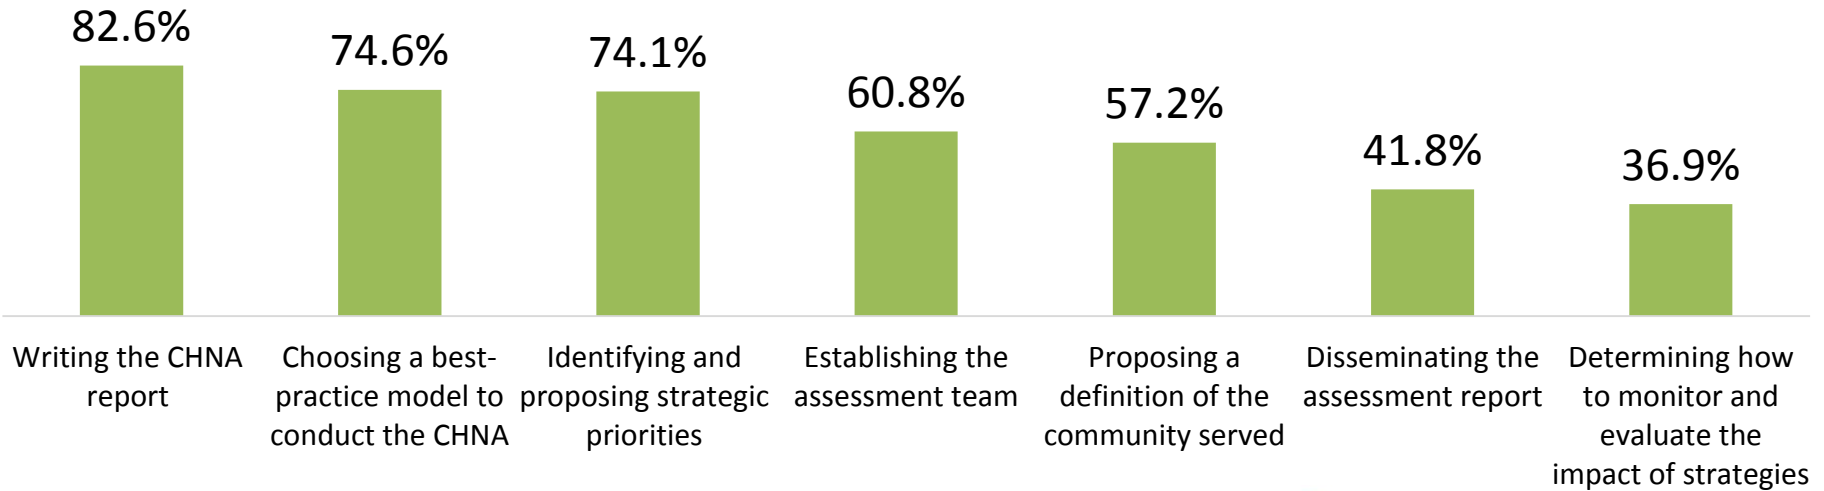 82.6%
74.6%
74.1%
60.8%
57.2%
41.8%
36.9%
Writing the CHNA
report
Choosing a best-
practice model to
conduct the CHNA
Identifying and
proposing strategic
priorities
Establishing the
assessment team
Proposing a
definition of the
community served
Disseminating the
assessment report
Determining how
to monitor and
evaluate the
impact of strategies